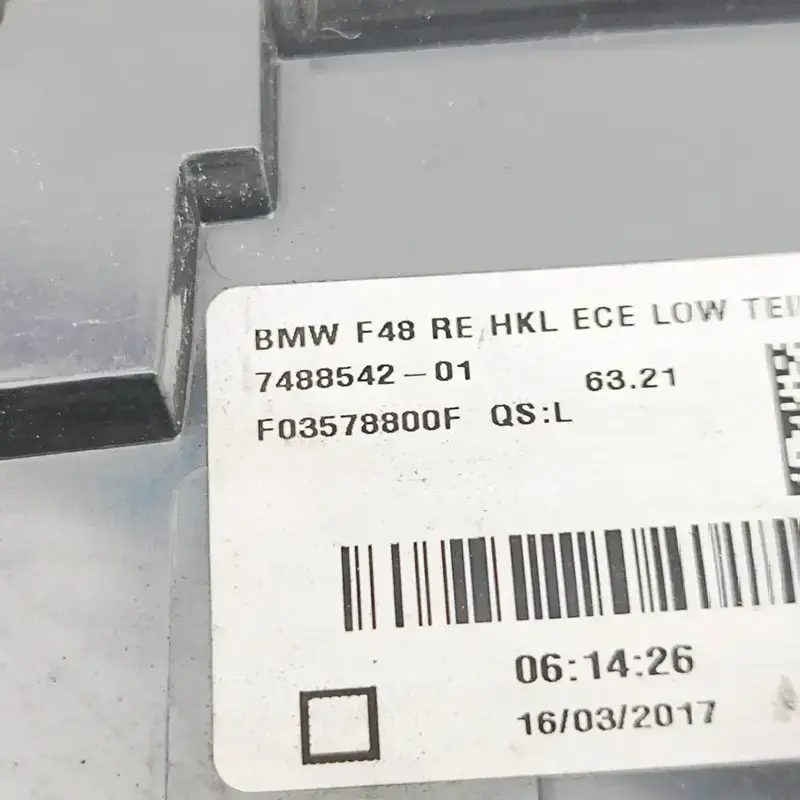 BMW F48 RE HKL ECE LOW
7488542-01 63.21
F03578800F QS:L
06:14:26
16/03/2017